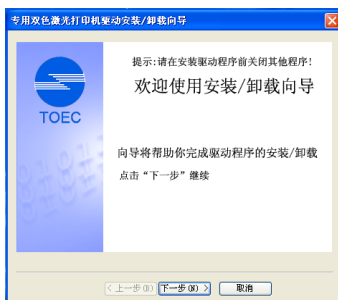 专用双色激光打印机驱动安装/卸载向导
提示:请在安装驱动程序前关闭其他程序!
欢迎使用安装/卸载向导
TOEC
向导将帮助你完成驱动程序的安装/卸载
点击“下一步”继续
< 上一步(B) 下一步(N) > 取消